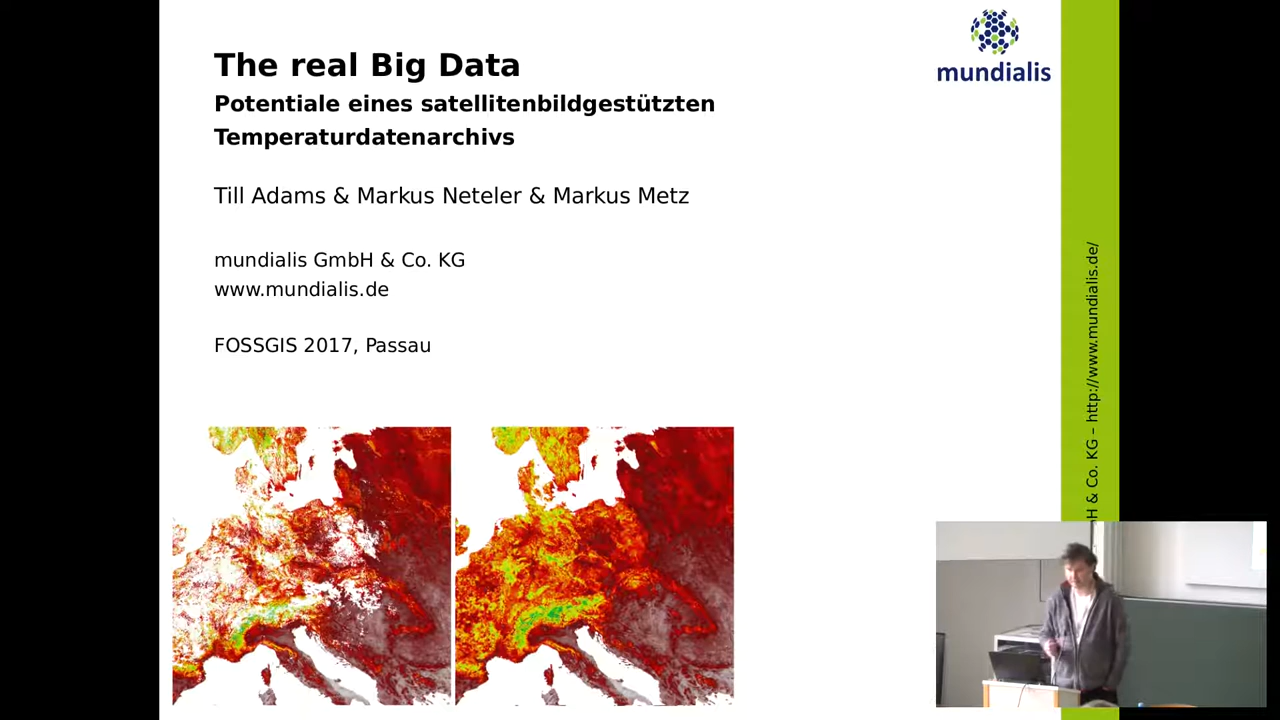 The real Big Data
Potentiale eines satellitenbildgestützten
Temperaturdatenarchivs
Till Adams & Markus Neteler & Markus Metz
mundialis GmbH & Co. KG
www.mundialis.de
FOSSGIS 2017, Passau
mundialis
H & Co. KG – http://www.mundialis.de/